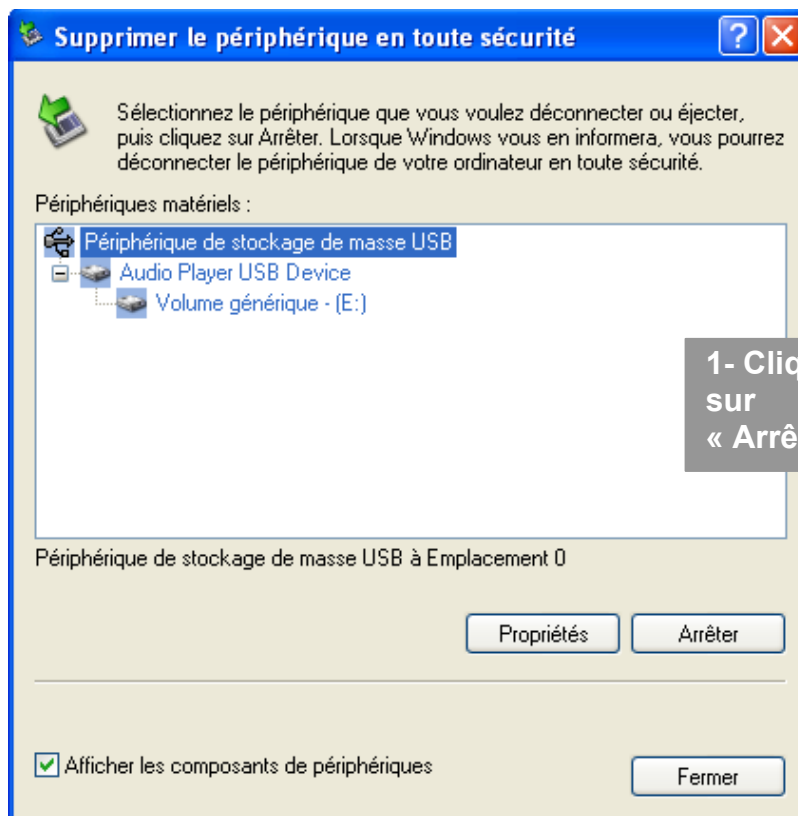 Supprimer le périphérique en toute sécurité
Sélectionnez le périphérique que vous voulez déconnecter ou éjecter,
puis cliquez sur Arrêter. Lorsque Windows vous en informera, vous pourrez
déconnecter le périphérique de votre ordinateur en toute sécurité.
Périphériques matériels :
Périphérique de stockage de masse USB
Audio Player USB Device
Volume générique - (E:)
1- Cliq
sur
« Arrê
Périphérique de stockage de masse USB à Emplacement 0
Propriétés
Arrêter
Afficher les composants de périphériques
Fermer